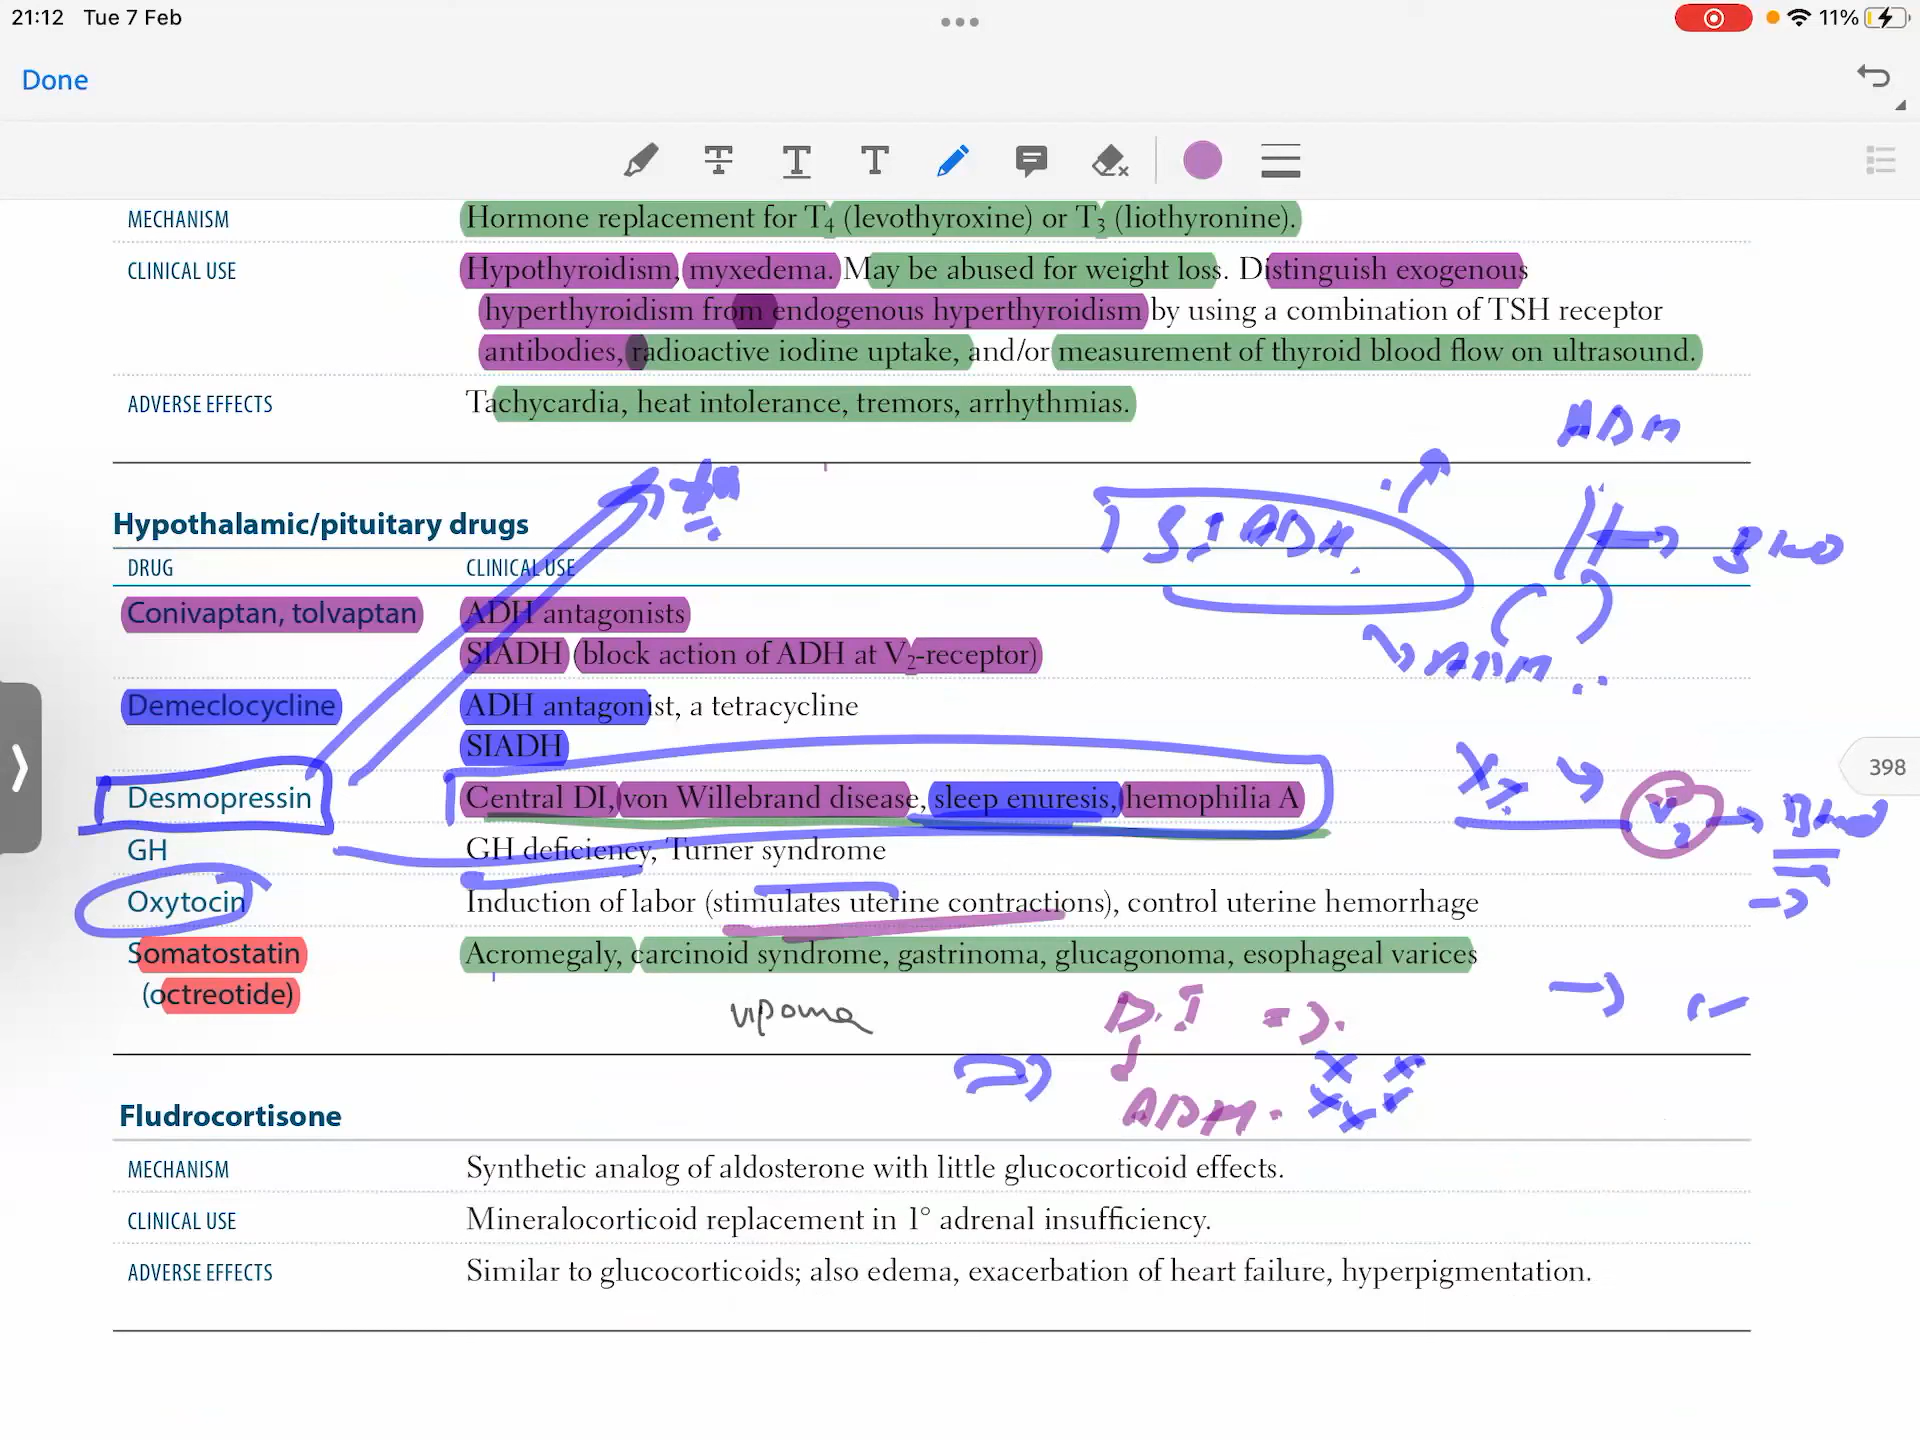 21:12 Tue 7 Feb
11%
Done
MECHANISM Hormone replacement for T4 (levothyroxine) or T3 (liothyronine).
CLINICAL USE Hypothyroidism, myxedema. May be abused for weight loss. Distinguish exogenous
hyperthyroidism from endogenous hyperthyroidism by using a combination of TSH receptor
antibodies, radioactive iodine uptake, and/or measurement of thyroid blood flow on ultrasound.
ADVERSE EFFECTS Tachycardia, heat intolerance, tremors, arrhythmias.
ADH
Hypothalamic/pituitary drugs
SIADH.
DRUG CLINICAL USE
Conivaptan, tolvaptan ADH antagonists
SIADH (block action of ADH at V2-receptor)
ADH
Demeclocycline ADH antagonist, a tetracycline
SIADH
Desmopressin Central DI, von Willebrand disease, sleep enuresis, hemophilia A
V2
398
GH GH deficiency, Turner syndrome
Oxytocin Induction of labor (stimulates uterine contractions), control uterine hemorrhage
Somatostatin Acromegaly, carcinoid syndrome, gastrinoma, glucagonoma, esophageal varices
(octreotide)
vipoma
D.I
ADH.
Fludrocortisone
MECHANISM Synthetic analog of aldosterone with little glucocorticoid effects.
CLINICAL USE Mineralocorticoid replacement in 1° adrenal insufficiency.
ADVERSE EFFECTS Similar to glucocorticoids; also edema, exacerbation of heart failure, hyperpigmentation.